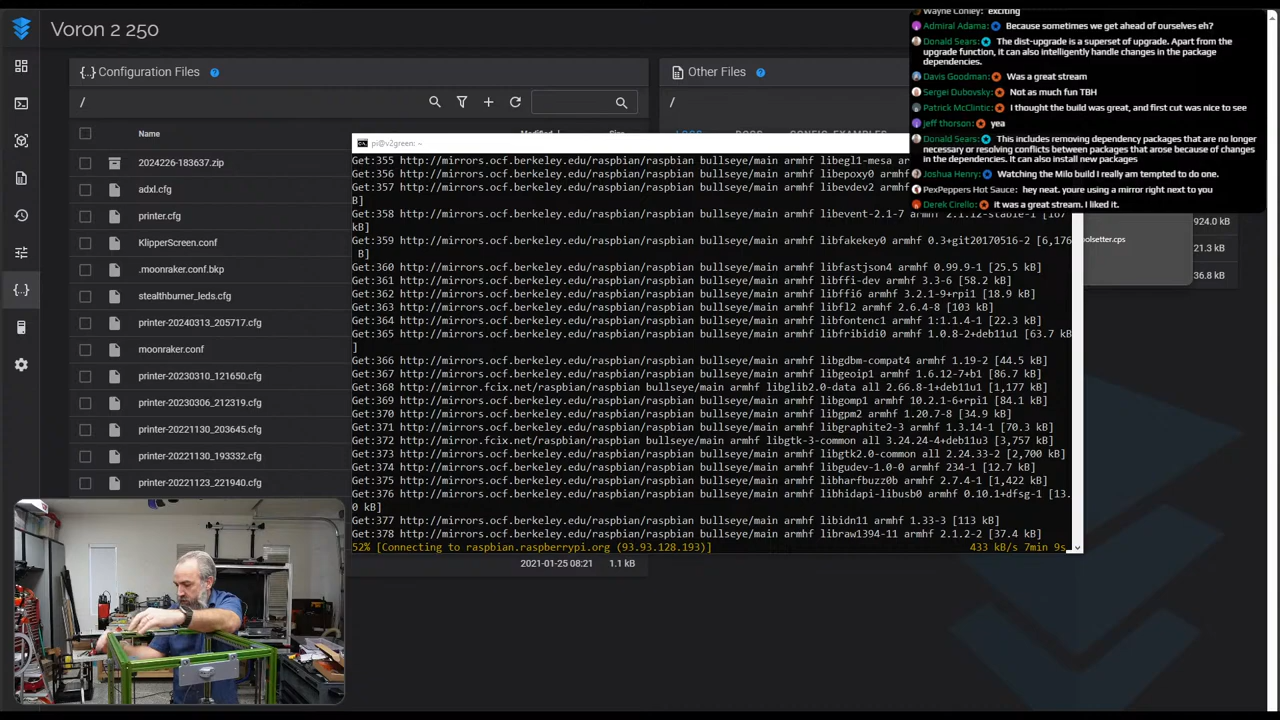 Voron 2 250
{..} Configuration Files
Other Files
/
/
LOGS DOCS CONFIG_EXAMPLES
Name
Modified
Size
2024226-183637.zip
adxl.cfg
printer.cfg
KlipperScreen.conf
.moonraker.conf.bkp
stealthburner_leds.cfg
printer-20240313_205717.cfg
moonraker.conf
printer-20230310_121650.cfg
printer-20230306_212319.cfg
printer-20221130_203645.cfg
printer-20221130_193332.cfg
printer-20221123_221940.cfg
2021-01-25 08:21
1.1 kB
pi@v2green: ~
Get:355 http://mirrors.ocf.berkeley.edu/raspbian/raspbian bullseye/main armhf libegl1-mesa ar
Get:356 http://mirrors.ocf.berkeley.edu/raspbian/raspbian bullseye/main armhf libepoxy0
Get:357 http://mirrors.ocf.berkeley.edu/raspbian/raspbian bullseye/main armhf libevdev2
B]
Get:358 http://mirrors.ocf.berkeley.edu/raspbian/raspbian bullseye/main armhf libevent-2.1-7 armhf 2.1.12-stable-1 [167
kB]
Get:359 http://mirrors.ocf.berkeley.edu/raspbian/raspbian bullseye/main armhf libfakekey0 armhf 0.3+git20170516-2 [6,176
B]
Get:360 http://mirrors.ocf.berkeley.edu/raspbian/raspbian bullseye/main armhf libfastjson4 armhf 0.99.9-1 [25.5 kB]
Get:361 http://mirrors.ocf.berkeley.edu/raspbian/raspbian bullseye/main armhf libffi-dev armhf 3.3-6 [58.2 kB]
Get:362 http://mirrors.ocf.berkeley.edu/raspbian/raspbian bullseye/main armhf libffi6 armhf 3.2.1-9+rpi1 [18.9 kB]
Get:363 http://mirrors.ocf.berkeley.edu/raspbian/raspbian bullseye/main armhf libfl2 armhf 2.6.4-8 [103 kB]
Get:364 http://mirrors.ocf.berkeley.edu/raspbian/raspbian bullseye/main armhf libfontenc1 armhf 1:1.1.4-1 [22.3 kB]
Get:365 http://mirrors.ocf.berkeley.edu/raspbian/raspbian bullseye/main armhf libfribidi0 armhf 1.0.8-2+deb11u1 [63.7 kB
]
Get:366 http://mirrors.ocf.berkeley.edu/raspbian/raspbian bullseye/main armhf libgdbm-compat4 armhf 1.19-2 [44.5 kB]
Get:367 http://mirrors.ocf.berkeley.edu/raspbian/raspbian bullseye/main armhf libgeoip1 armhf 1.6.12-7+b1 [86.7 kB]
Get:368 http://mirror.fcix.net/raspbian/raspbian bullseye/main armhf libglib2.0-data all 2.66.8-1+deb11u1 [1,177 kB]
Get:369 http://mirrors.ocf.berkeley.edu/raspbian/raspbian bullseye/main armhf libgomp1 armhf 10.2.1-6+rpi1 [84.1 kB]
Get:370 http://mirrors.ocf.berkeley.edu/raspbian/raspbian bullseye/main armhf libgpm2 armhf 1.20.7-8 [34.9 kB]
Get:371 http://mirrors.ocf.berkeley.edu/raspbian/raspbian bullseye/main armhf libgraphite2-3 armhf 1.3.14-1 [70.3 kB]
Get:372 http://mirror.fcix.net/raspbian/raspbian bullseye/main armhf libgtk-3-common all 3.24.24-4+deb11u3 [3,757 kB]
Get:373 http://mirrors.ocf.berkeley.edu/raspbian/raspbian bullseye/main armhf libgtk2.0-common all 2.24.33-2 [2,700 kB]
Get:374 http://mirrors.ocf.berkeley.edu/raspbian/raspbian bullseye/main armhf libgudev-1.0-0 armhf 234-1 [12.7 kB]
Get:375 http://mirrors.ocf.berkeley.edu/raspbian/raspbian bullseye/main armhf libharfbuzz0b armhf 2.7.4-1 [1,422 kB]
Get:376 http://mirrors.ocf.berkeley.edu/raspbian/raspbian bullseye/main armhf libhidapi-libusb0 armhf 0.10.1+dfsg-1 [13.
0 kB]
Get:377 http://mirrors.ocf.berkeley.edu/raspbian/raspbian bullseye/main armhf libidn11 armhf 1.33-3 [113 kB]
Get:378 http://mirrors.ocf.berkeley.edu/raspbian/raspbian bullseye/main armhf libraw1394-11 armhf 2.1.2-2 [37.4 kB]
52% [Connecting to raspbian.raspberrypi.org (93.93.128.193)] 433 kB/s 7min 9s
Wayne Conley: exciting
Admiral Adama: Because sometimes we get ahead of ourselves eh?
Donald Sears: The dist-upgrade is a superset of upgrade. Apart from the
upgrade function, it can also intelligently handle changes in the package
dependencies.
Davis Goodman: Was a great stream
Sergei Dubovsky: Not as much fun TBH
Patrick McClintic: I thought the build was great, and first cut was nice to see
jeff thorson: yea
Donald Sears: This includes removing dependency packages that are no longer
necessary or resolving conflicts between packages that arose because of changes
in the dependencies. It can also install new packages
Joshua Henry: Watching the Milo build I really am tempted to do one.
PexPeppers Hot Sauce: hey neat. youre using a mirror right next to you
Derek Cirello: it was a great stream. I liked it.
924.0 kB
olsetter.cps
21.3 kB
36.8 kB